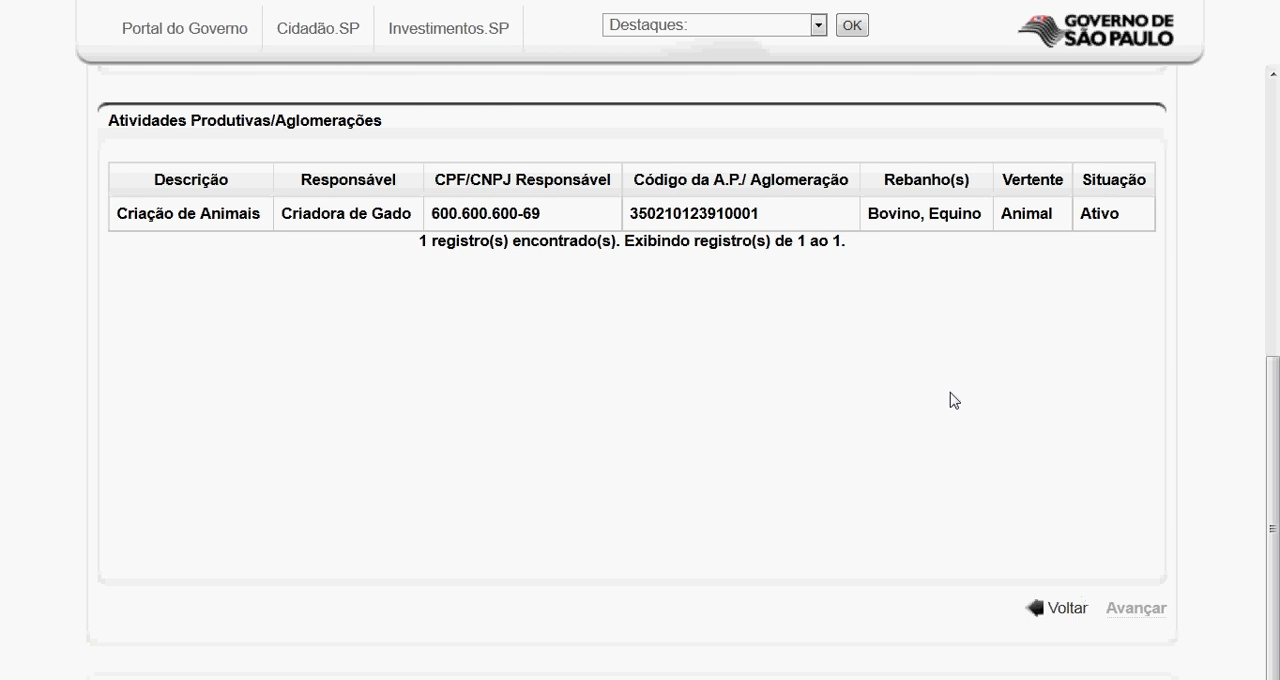 Portal do Governo Cidadão.SP Investimentos.SP Destaques: OK GOVERNO DE
SÃO PAULO
Atividades Produtivas/Aglomerações
Descrição Responsável CPF/CNPJ Responsável Código da A.P./ Aglomeração Rebanho(s) Vertente Situação
Criação de Animais Criadora de Gado 600.600.600-69 350210123910001 Bovino, Equino Animal Ativo
1 registro(s) encontrado(s). Exibindo registro(s) de 1 ao 1.
Voltar Avançar